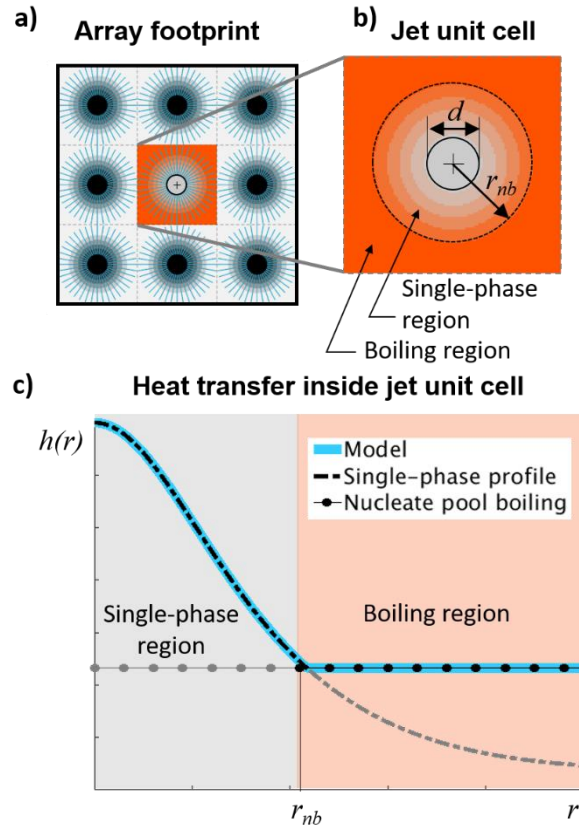 a) Array footprint
b) Jet unit cell
d
r_nb
Single-phase
region
Boiling region
c) Heat transfer inside jet unit cell
h(r)
Model
Single-phase profile
Nucleate pool boiling
Single-phase
region
Boiling region
r_nb
r